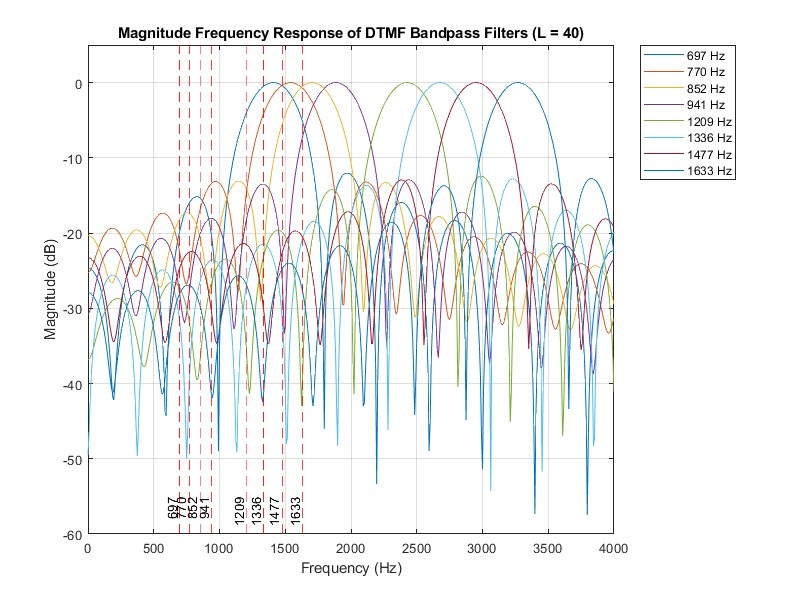 Magnitude Frequency Response of DTMF Bandpass Filters (L = 40)
697 Hz
770 Hz
852 Hz
941 Hz
1209 Hz
1336 Hz
1477 Hz
1633 Hz
0
-10
-20
-30
-40
-50
-60
Magnitude (dB)
697
770
852
941
1209
1336
1477
1633
0
500
1000
1500
2000
2500
3000
3500
4000
Frequency (Hz)